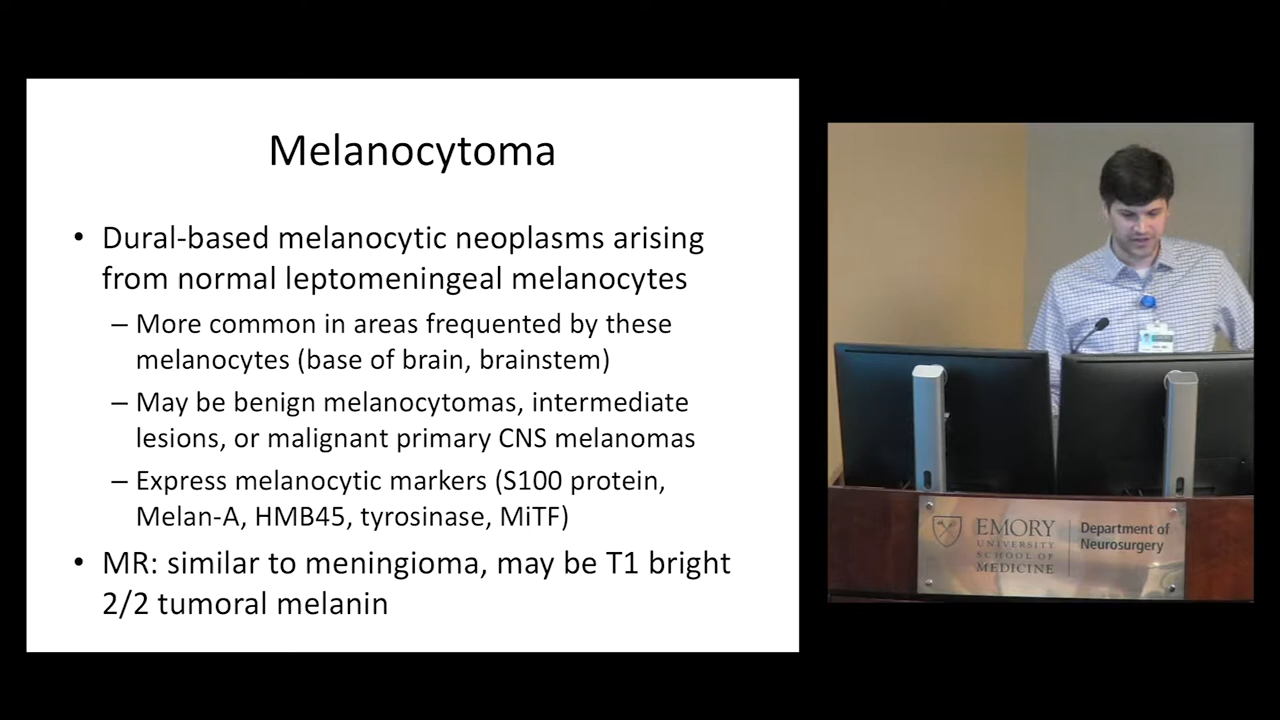 Melanocytoma
• Dural-based melanocytic neoplasms arising
from normal leptomeningeal melanocytes
– More common in areas frequented by these
melanocytes (base of brain, brainstem)
– May be benign melanocytomas, intermediate
lesions, or malignant primary CNS melanomas
– Express melanocytic markers (S100 protein,
Melan-A, HMB45, tyrosinase, MiTF)
• MR: similar to meningioma, may be T1 bright
2/2 tumoral melanin
EMORY
UNIVERSITY
SCHOOL OF
MEDICINE
Department of
Neurosurgery